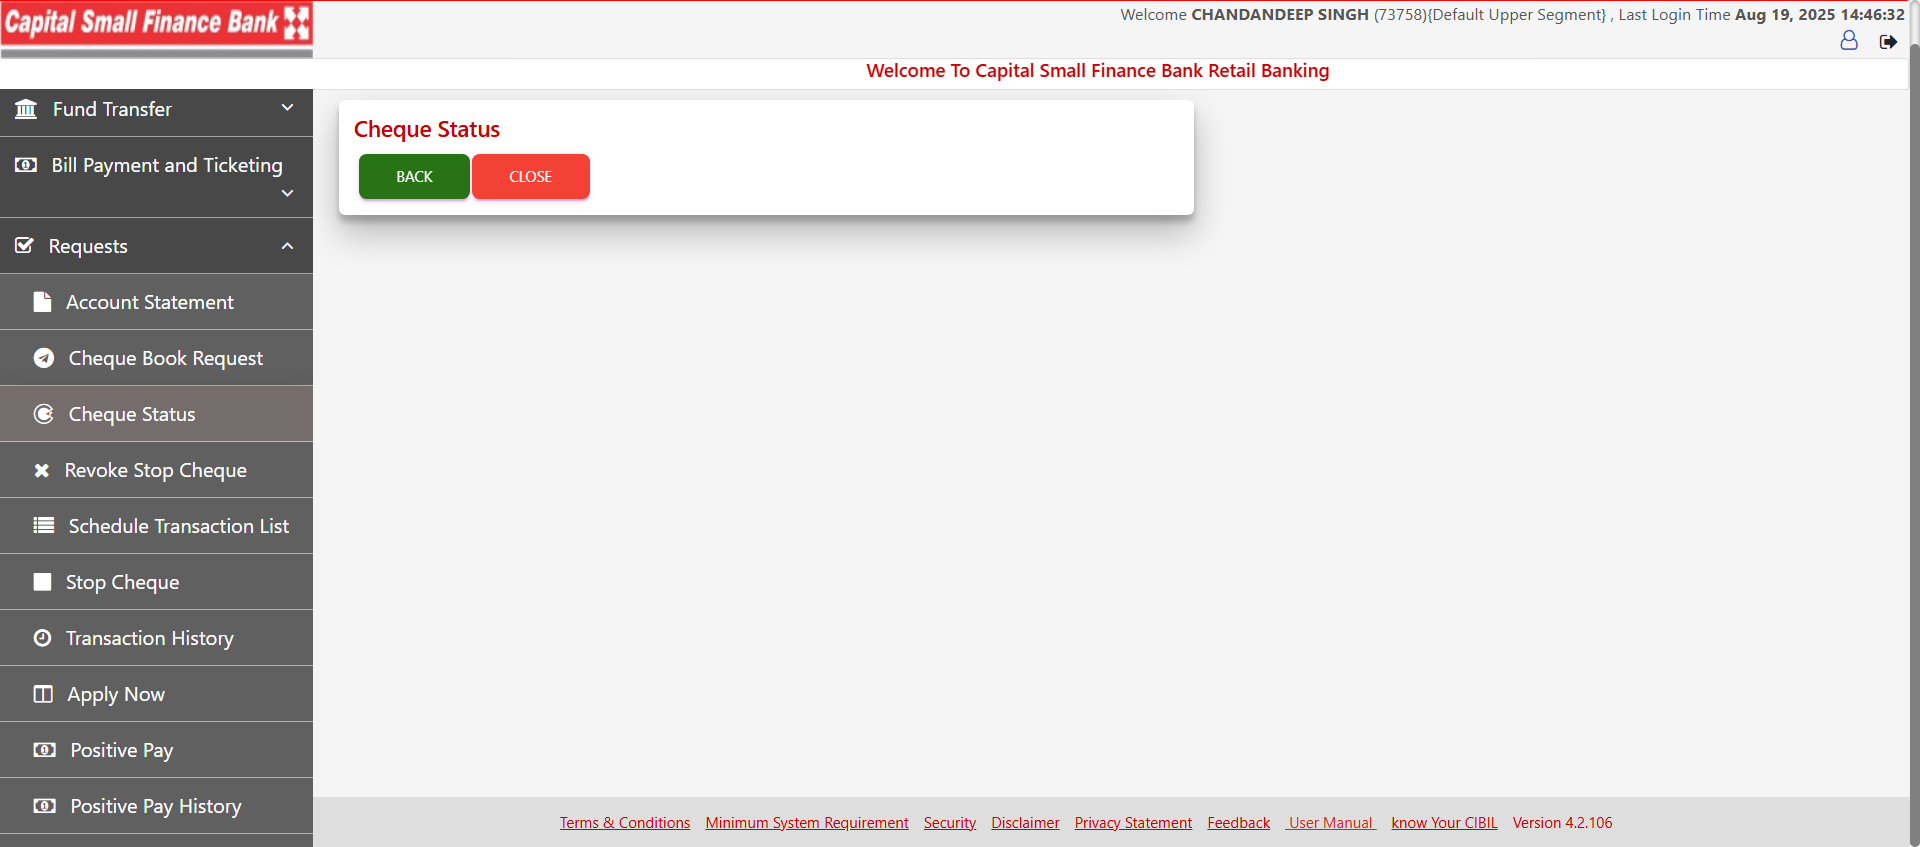 Capital Small Finance Bank
Welcome CHANDANDEEP SINGH (73758){Default Upper Segment} , Last Login Time Aug 19, 2025 14:46:32
Welcome To Capital Small Finance Bank Retail Banking
Fund Transfer
Bill Payment and Ticketing
Requests
Account Statement
Cheque Book Request
Cheque Status
Revoke Stop Cheque
Schedule Transaction List
Stop Cheque
Transaction History
Apply Now
Positive Pay
Positive Pay History
Cheque Status
BACK CLOSE
Terms & Conditions Minimum System Requirement Security Disclaimer Privacy Statement Feedback User Manual know Your CIBIL Version 4.2.106